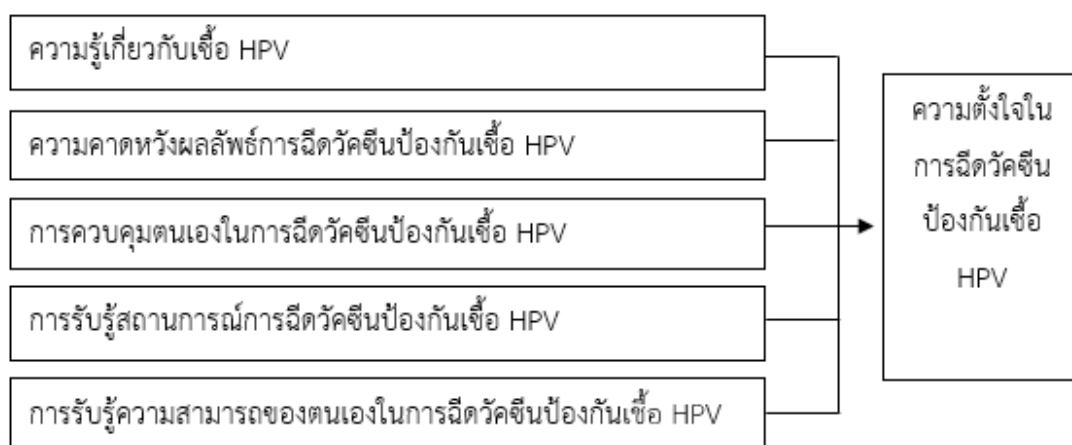 ความรู้เกี่ยวกับเชื้อ HPV
ความคาดหวังผลลัพธ์การฉีดวัคซีนป้องกันเชื้อ HPV
การควบคุมตนเองในการฉีดวัคซีนป้องกันเชื้อ HPV
การรับรู้สถานการณ์การฉีดวัคซีนป้องกันเชื้อ HPV
การรับรู้ความสามารถของตนเองในการฉีดวัคซีนป้องกันเชื้อ HPV
ความตั้งใจใน
การฉีดวัคซีน
ป้องกันเชื้อ
HPV